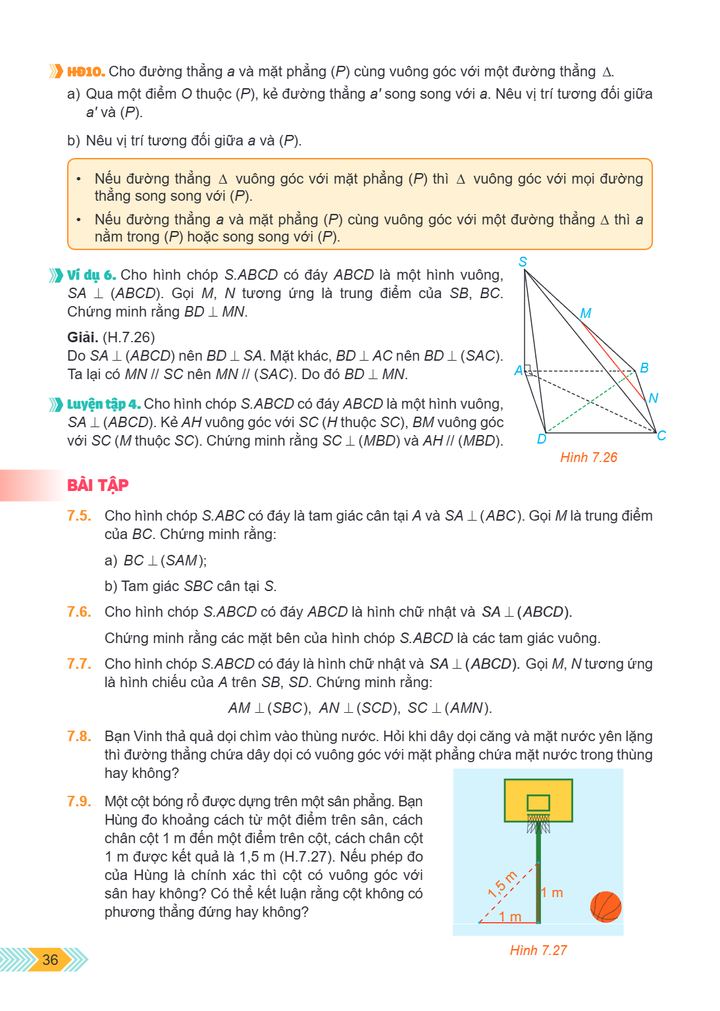 HĐ10. Cho đường thẳng a và mặt phẳng (P) cùng vuông góc với một đường thẳng Δ.
a) Qua một điểm O thuộc (P), kẻ đường thẳng a' song song với a. Nêu vị trí tương đối giữa
a' và (P).
b) Nêu vị trí tương đối giữa a và (P).
• Nếu đường thẳng Δ vuông góc với mặt phẳng (P) thì Δ vuông góc với mọi đường
thẳng song song với (P).
• Nếu đường thẳng a và mặt phẳng (P) cùng vuông góc với một đường thẳng Δ thì a
nằm trong (P) hoặc song song với (P).
Ví dụ 6. Cho hình chóp S.ABCD có đáy ABCD là một hình vuông,
SA ⊥ (ABCD). Gọi M, N tương ứng là trung điểm của SB, BC.
Chứng minh rằng BD ⊥ MN.
Giải. (H.7.26)
Do SA ⊥ (ABCD) nên BD ⊥ SA. Mặt khác, BD ⊥ AC nên BD ⊥ (SAC).
Ta lại có MN // SC nên MN // (SAC). Do đó BD ⊥ MN.
Luyện tập 4. Cho hình chóp S.ABCD có đáy ABCD là một hình vuông,
SA ⊥ (ABCD). Kẻ AH vuông góc với SC (H thuộc SC), BM vuông góc
với SC (M thuộc SC). Chứng minh rằng SC ⊥ (MBD) và AH // (MBD).
S
M
A
B
N
D
C
Hình 7.26
BÀI TẬP
7.5. Cho hình chóp S.ABC có đáy là tam giác cân tại A và SA ⊥ (ABC). Gọi M là trung điểm
của BC. Chứng minh rằng:
a) BC ⊥ (SAM);
b) Tam giác SBC cân tại S.
7.6. Cho hình chóp S.ABCD có đáy ABCD là hình chữ nhật và SA ⊥ (ABCD).
Chứng minh rằng các mặt bên của hình chóp S.ABCD là các tam giác vuông.
7.7. Cho hình chóp S.ABCD có đáy là hình chữ nhật và SA ⊥ (ABCD). Gọi M, N tương ứng
là hình chiếu của A trên SB, SD. Chứng minh rằng:
AM ⊥ (SBC), AN ⊥ (SCD), SC ⊥ (AMN).
7.8. Bạn Vinh thả quả dọi chìm vào thùng nước. Hỏi khi dây dọi căng và mặt nước yên lặng
thì đường thẳng chứa dây dọi có vuông góc với mặt phẳng chứa mặt nước trong thùng
hay không?
7.9. Một cột bóng rổ được dựng trên một sân phẳng. Bạn
Hùng đo khoảng cách từ một điểm trên sân, cách
chân cột 1 m đến một điểm trên cột, cách chân cột
1 m được kết quả là 1,5 m (H.7.27). Nếu phép đo
của Hùng là chính xác thì cột có vuông góc với
sân hay không? Có thể kết luận rằng cột không có
phương thẳng đứng hay không?
1,5 m
1 m
1 m
Hình 7.27
36